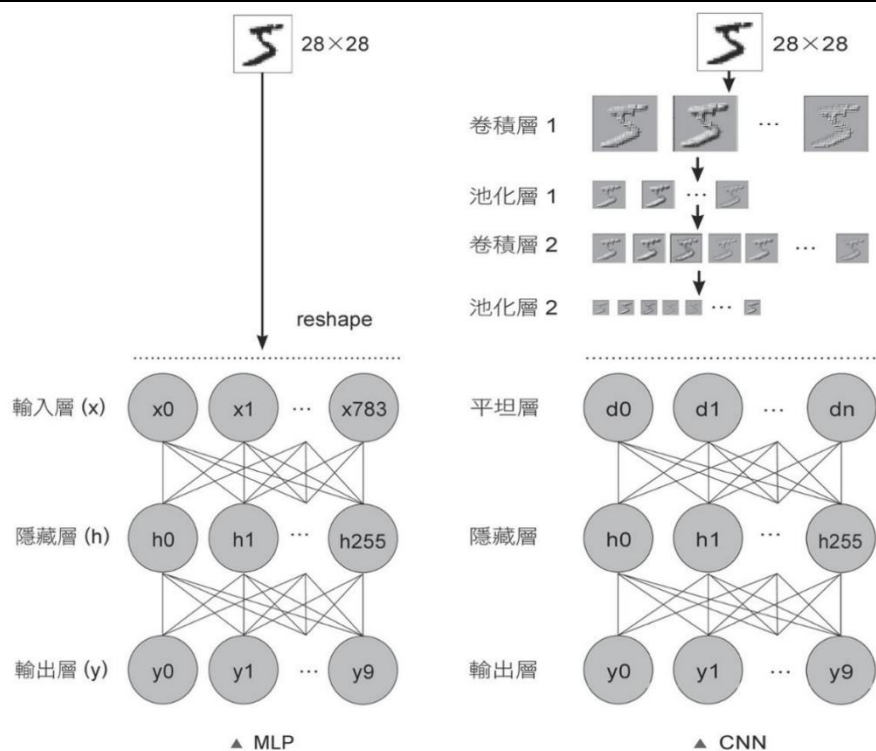 28×28
reshape
輸入層 (x)
x0 x1 ... x783
隱藏層 (h)
h0 h1 ... h255
輸出層 (y)
y0 y1 ... y9
▲ MLP
28×28
卷積層 1
...
池化層 1
...
卷積層 2
...
池化層 2
...
平坦層
d0 d1 ... dn
隱藏層
h0 h1 ... h255
輸出層
y0 y1 ... y9
▲ CNN